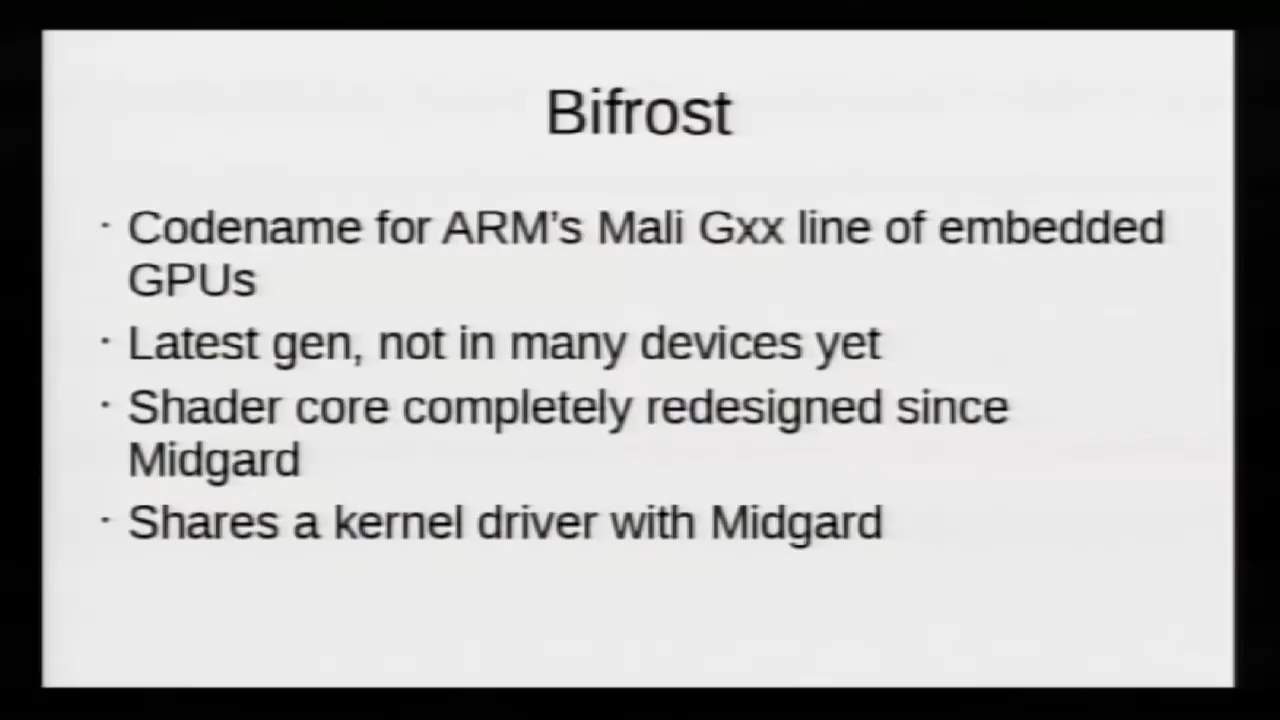 Bifrost
· Codename for ARM's Mali Gxx line of embedded
GPUs
· Latest gen, not in many devices yet
· Shader core completely redesigned since
Midgard
· Shares a kernel driver with Midgard